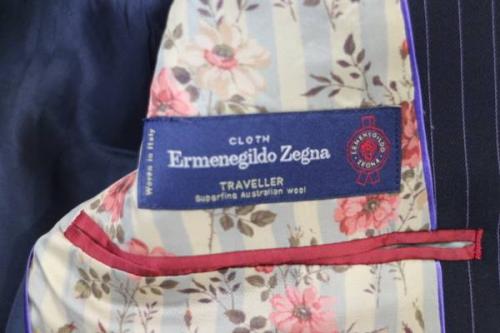 CLOTH
Ermenegildo Zegna
TRAVELLER
Superfine Australian wool
Woven in Italy
ERMENEGILDO
ZEGNA